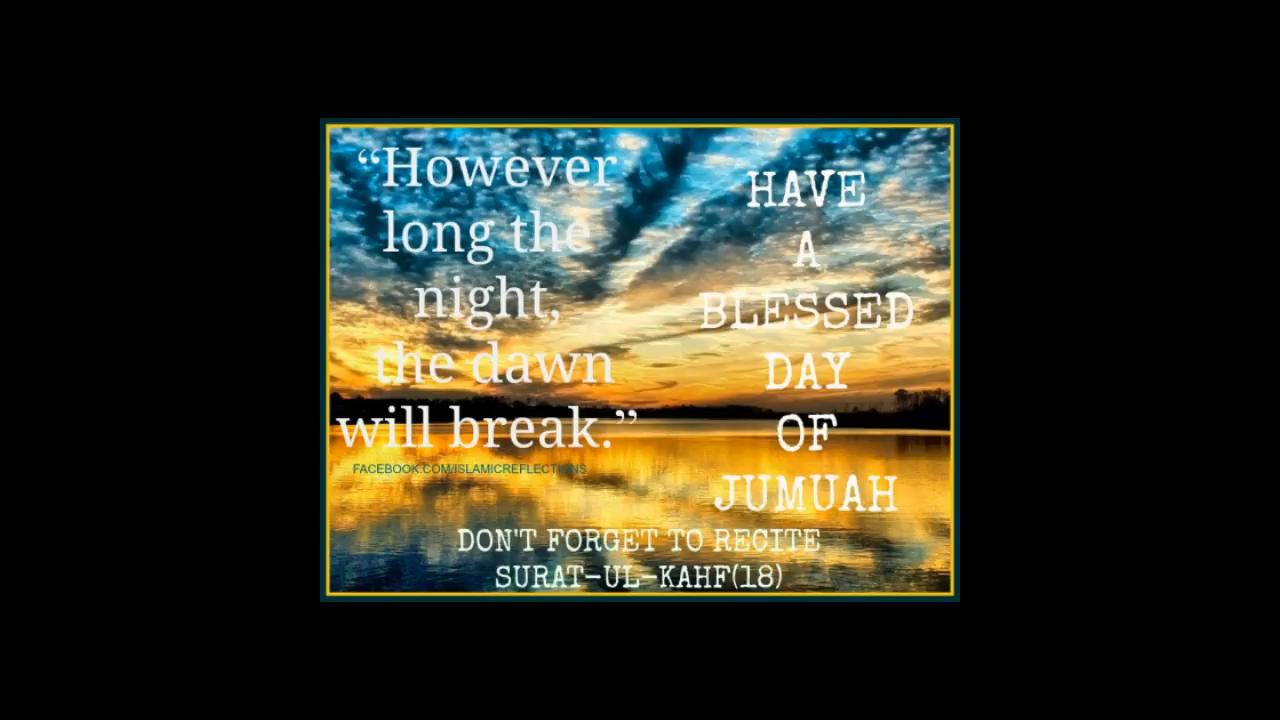 “However
long the
night,
the dawn
will break.”
FACEBOOK.COM/ISLAMICREFLECTIONS
HAVE
A
BLESSED
DAY
OF
JUMUAH
DON'T FORGET TO RECITE
SURAT-UL-KAHF(18)